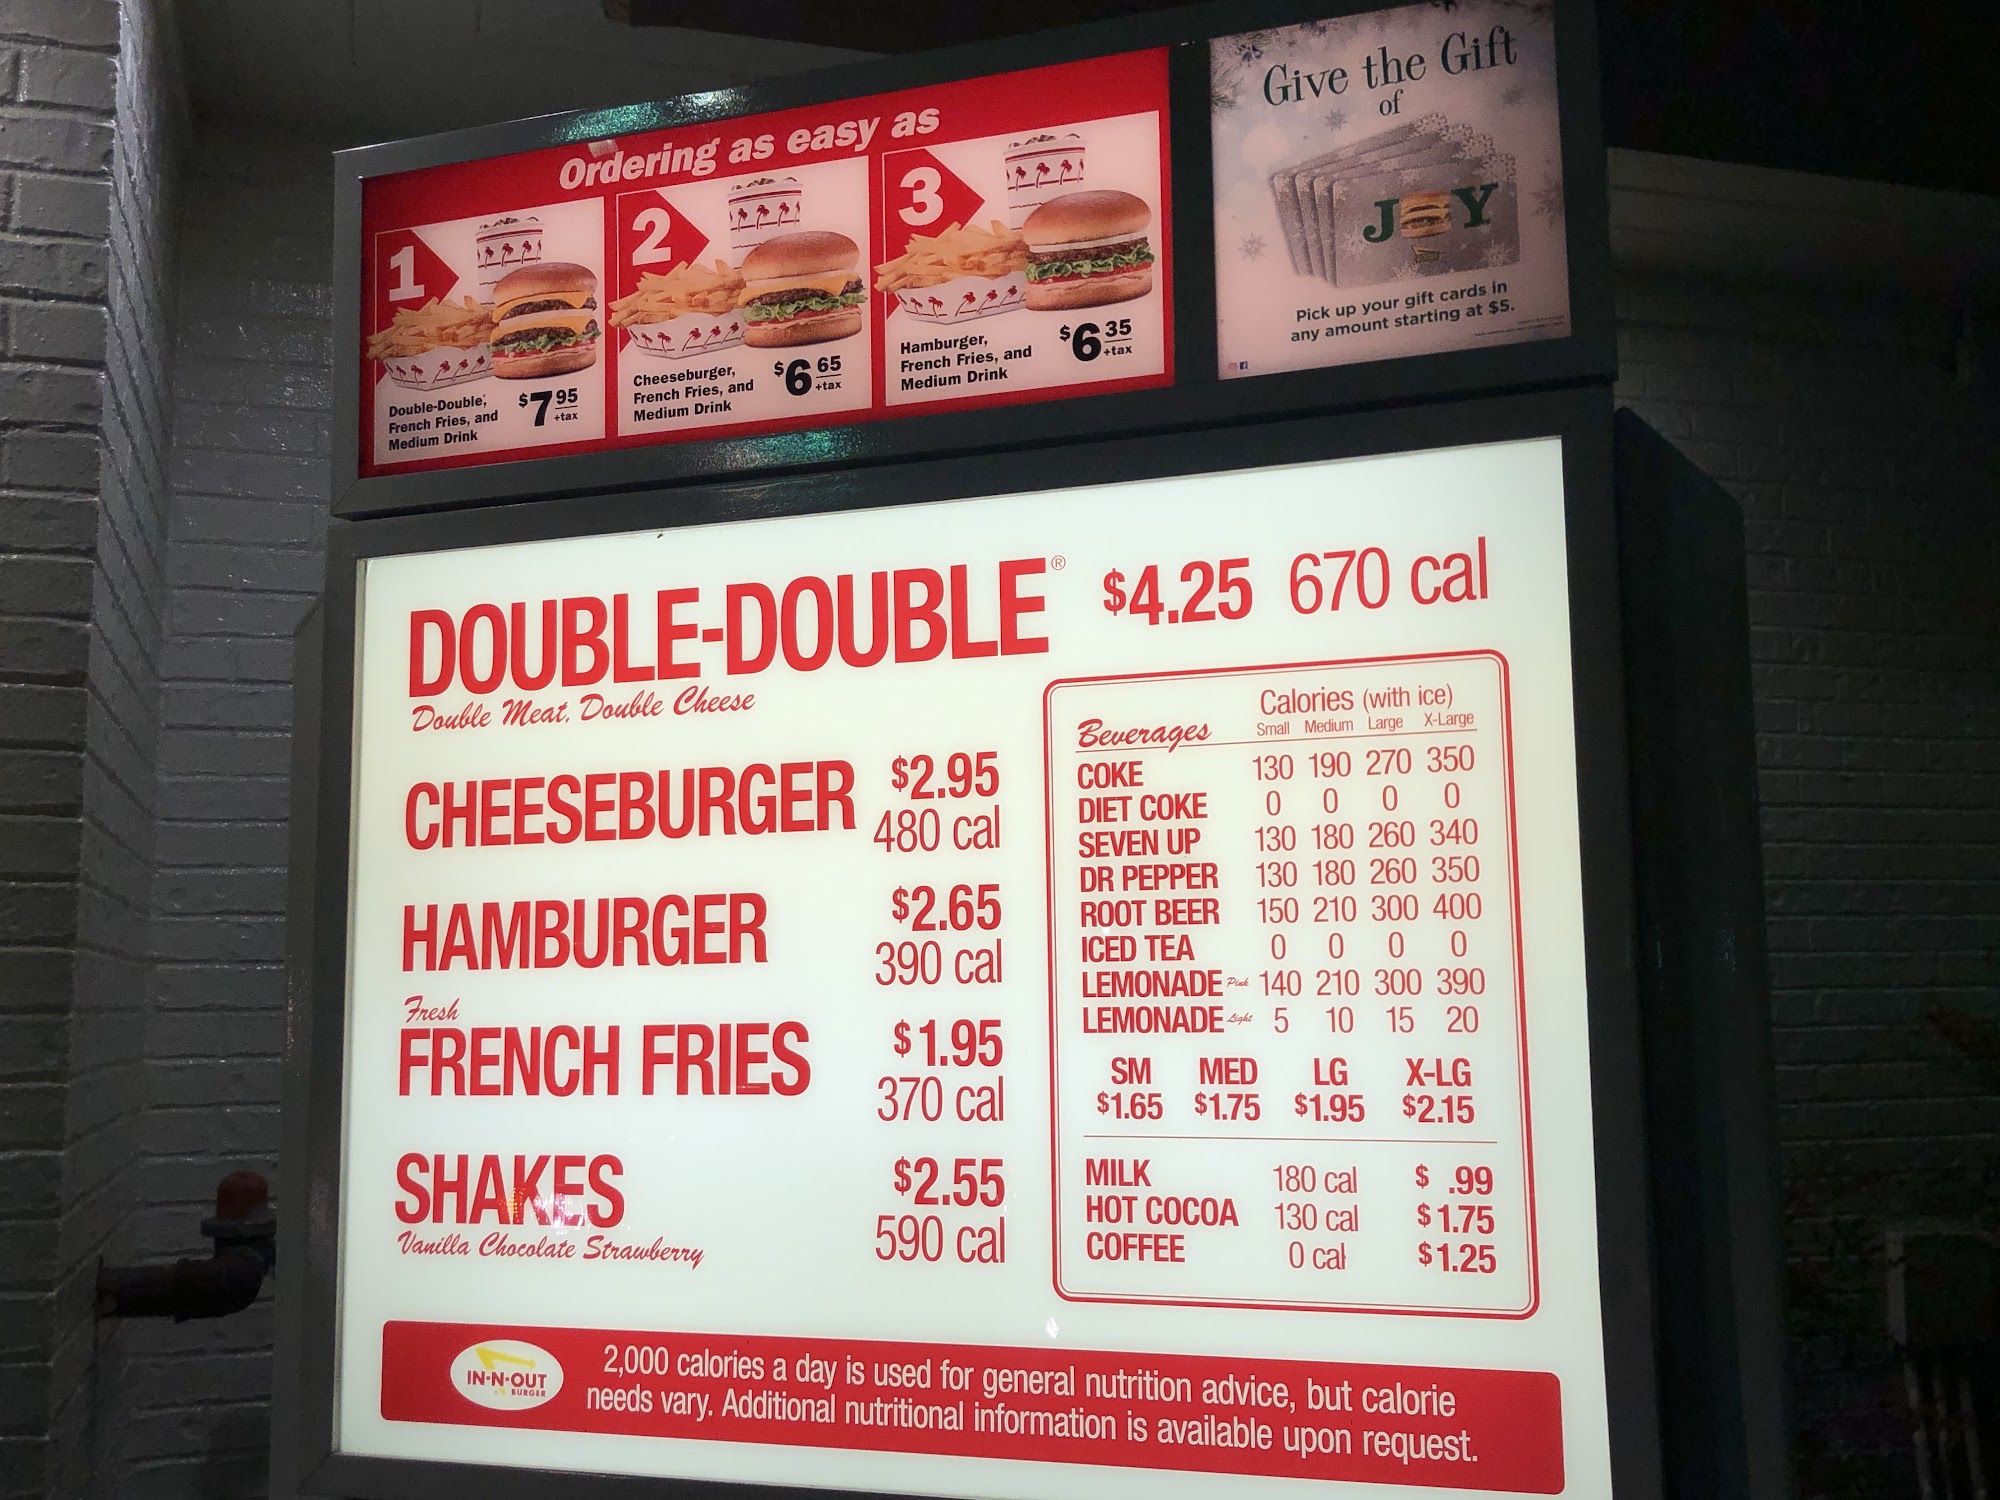 Ordering as easy as
1
Double-Double,
French Fries, and
Medium Drink
$7 95
+tax
2
Cheeseburger,
French Fries, and
Medium Drink
$6 65
+tax
3
Hamburger,
French Fries, and
Medium Drink
$6 35
+tax
Give the Gift
of
JOY
Pick up your gift cards in
any amount starting at $5.
DOUBLE-DOUBLE® $4.25 670 cal
Double Meat, Double Cheese
CHEESEBURGER $2.95
480 cal
HAMBURGER $2.65
390 cal
Fresh
FRENCH FRIES $1.95
370 cal
SHAKES $2.55
Vanilla Chocolate Strawberry 590 cal
Calories (with ice)
Beverages Small Medium Large X-Large
COKE 130 190 270 350
DIET COKE 0 0 0 0
SEVEN UP 130 180 260 340
DR PEPPER 130 180 260 350
ROOT BEER 150 210 300 400
ICED TEA 0 0 0 0
LEMONADE Pink 140 210 300 390
LEMONADE Light 5 10 15 20
SM MED LG X-LG
$1.65 $1.75 $1.95 $2.15
MILK 180 cal $ .99
HOT COCOA 130 cal $1.75
COFFEE 0 cal $1.25
IN-N-OUT
BURGER
2,000 calories a day is used for general nutrition advice, but calorie
needs vary. Additional nutritional information is available upon request.